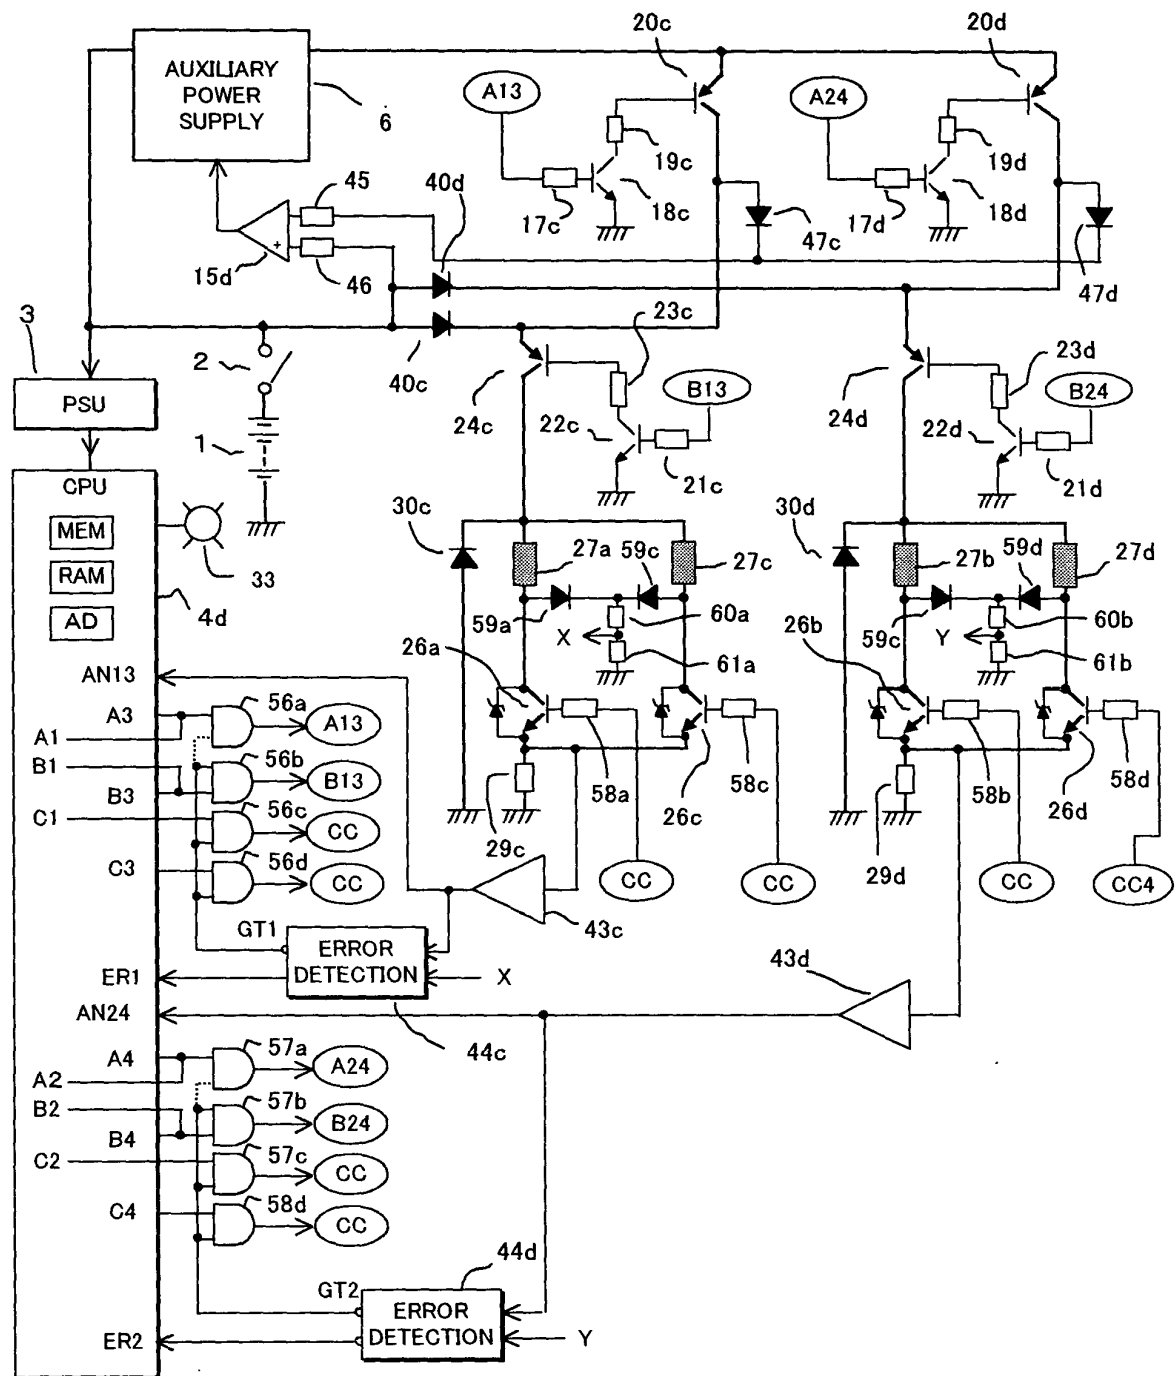 20c
20d
AUXILIARY
POWER
SUPPLY
6
A13
A24
19c
19d
17c
18c
17d
18d
47c
47d
45
40d
+
15d
46
3
2
40c
23c
23d
PSU
24c
B13
24d
B24
1
22c
21c
22d
21d
CPU
MEM
RAM
AD
33
4d
30c
27a
59c
27c
30d
27b
59d
27d
59a
X
60a
59c
Y
60b
26a
61a
26b
61b
AN13
A3
56a
A13
A1
B1
56b
B3
B13
C1
56c
CC
C3
56d
CC
58a
26c
58c
58b
26d
58d
29c
29d
CC
CC
CC
CC4
GT1
ERROR
DETECTION
43c
ER1
X
43d
AN24
44c
A4
57a
A24
A2
B2
57b
B4
B24
C2
57c
CC
C4
58d
CC
44d
GT2
ERROR
DETECTION
ER2
Y